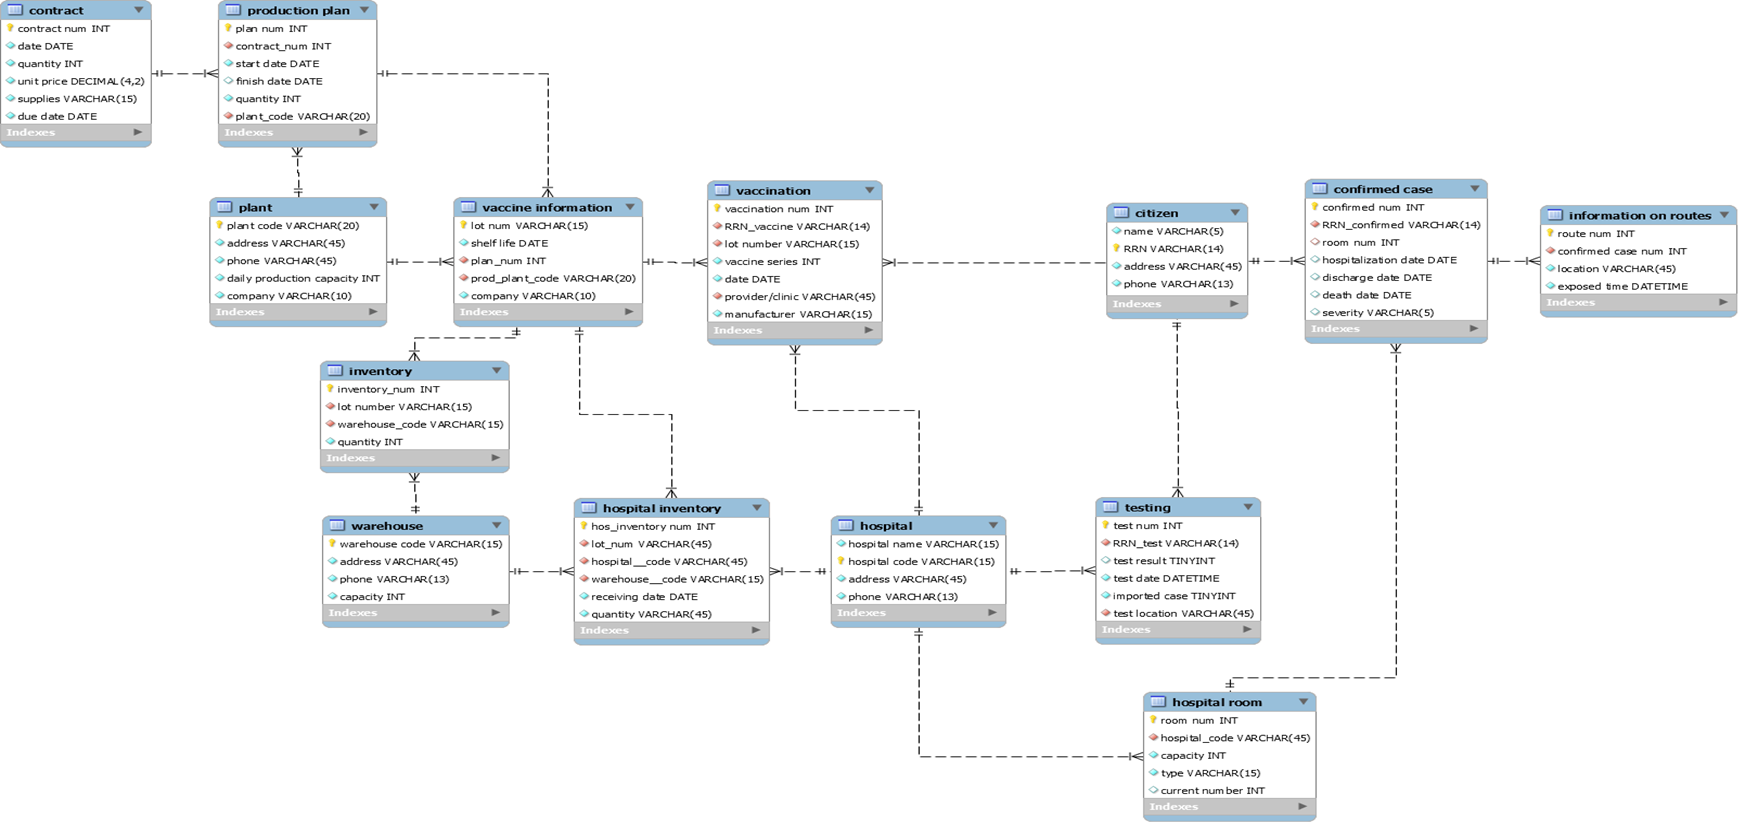 contract
contract num INT
date DATE
quantity INT
unit price DECIMAL(4,2)
supplies VARCHAR(15)
due date DATE
Indexes
production plan
plan num INT
contract_num INT
start date DATE
finish date DATE
quantity INT
plant_code VARCHAR(20)
Indexes
plant
plant code VARCHAR(20)
address VARCHAR(45)
phone VARCHAR(45)
daily production capacity INT
company VARCHAR(10)
Indexes
vaccine information
lot num VARCHAR(15)
shelf life DATE
plan_num INT
prod_plant_code VARCHAR(20)
company VARCHAR(10)
Indexes
vaccination
vaccination num INT
RRN_vaccine VARCHAR(14)
lot number VARCHAR(15)
vaccine series INT
date DATE
provider/clinic VARCHAR(45)
manufacturer VARCHAR(15)
Indexes
citizen
name VARCHAR(5)
RRN VARCHAR(14)
address VARCHAR(45)
phone VARCHAR(13)
Indexes
confirmed case
confirmed num INT
RRN_confirmed VARCHAR(14)
room num INT
hospitalization date DATE
discharge date DATE
death date DATE
severity VARCHAR(5)
Indexes
information on routes
route num INT
confirmed case num INT
location VARCHAR(45)
exposed time DATETIME
Indexes
inventory
inventory_num INT
lot number VARCHAR(15)
warehouse_code VARCHAR(15)
quantity INT
Indexes
warehouse
warehouse code VARCHAR(15)
address VARCHAR(45)
phone VARCHAR(13)
capacity INT
Indexes
hospital inventory
hos_inventory num INT
lot_num VARCHAR(45)
hospital__code VARCHAR(45)
warehouse__code VARCHAR(15)
receiving date DATE
quantity VARCHAR(45)
Indexes
hospital
hospital name VARCHAR(15)
hospital code VARCHAR(15)
address VARCHAR(45)
phone VARCHAR(13)
Indexes
testing
test num INT
RRN_test VARCHAR(14)
test result TINYINT
test date DATETIME
imported case TINYINT
test location VARCHAR(45)
Indexes
hospital room
room num INT
hospital_code VARCHAR(45)
capacity INT
type VARCHAR(15)
current number INT
Indexes